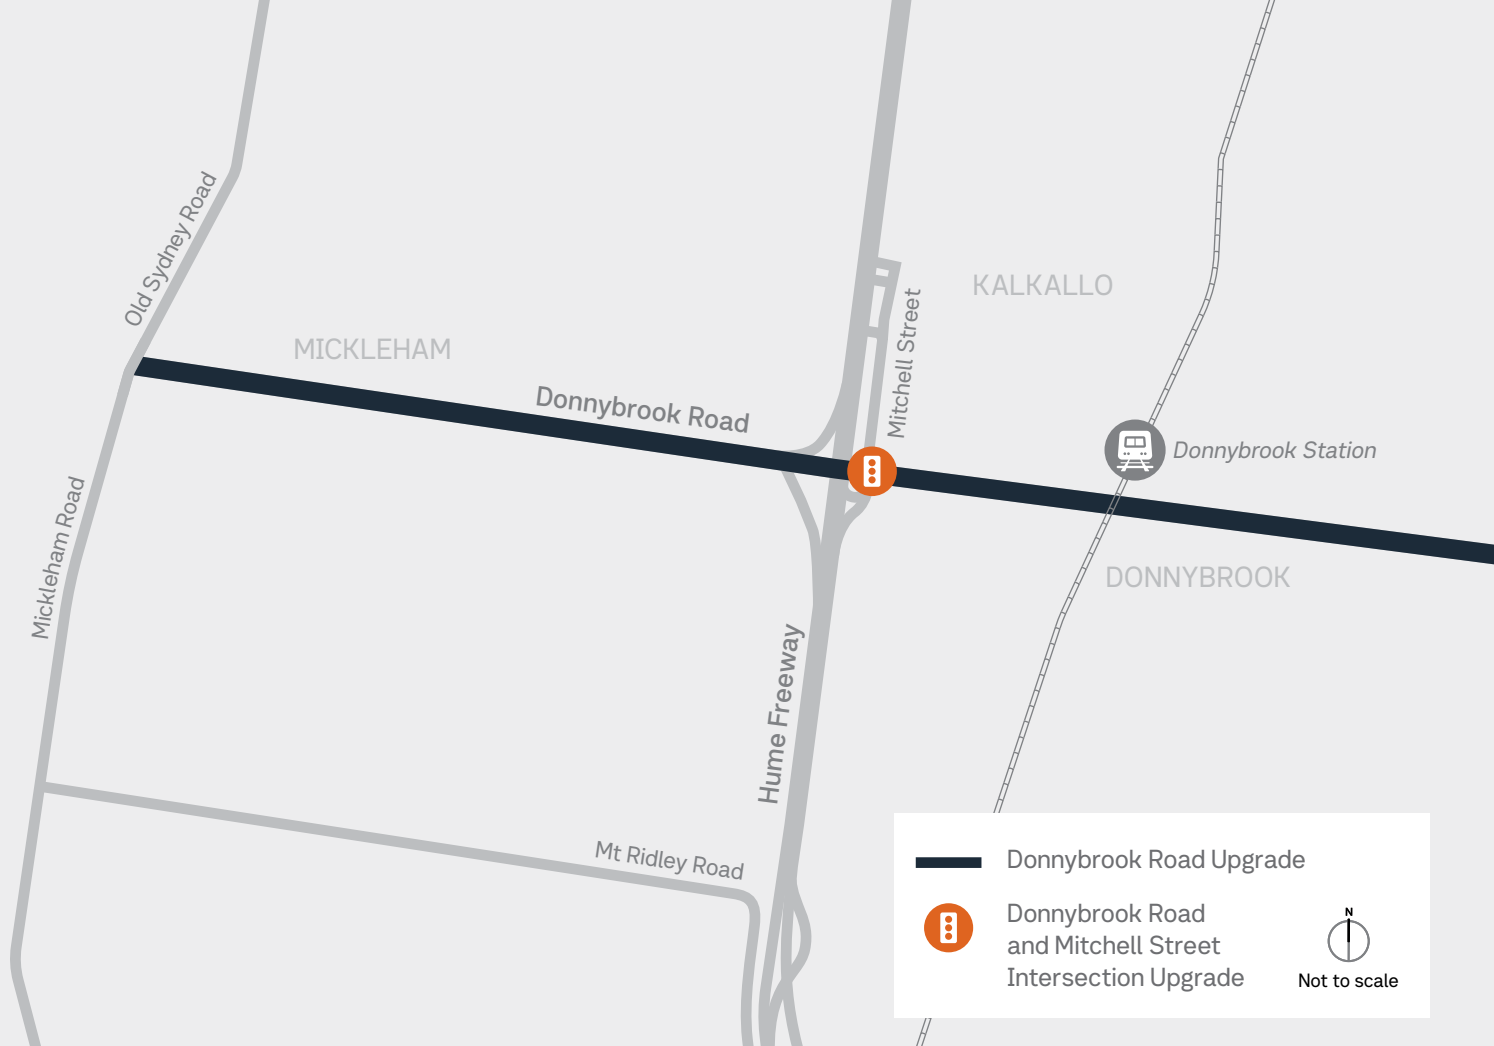 Old Sydney Road
KALKALLO
Mitchell Street
MICKLEHAM
Donnybrook Road
Donnybrook Station
Mickleham Road
DONNYBROOK
Hume Freeway
Mt Ridley Road
Donnybrook Road Upgrade
Donnybrook Road
and Mitchell Street
Intersection Upgrade
N
Not to scale